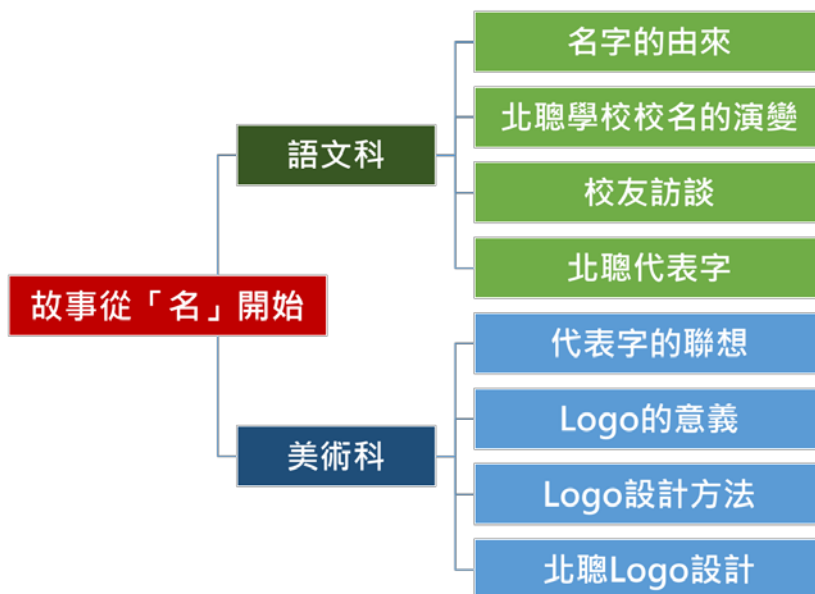 故事從「名」開始
語文科
名字的由來
北聰學校校名的演變
校友訪談
北聰代表字
美術科
代表字的聯想
Logo的意義
Logo設計方法
北聰Logo設計